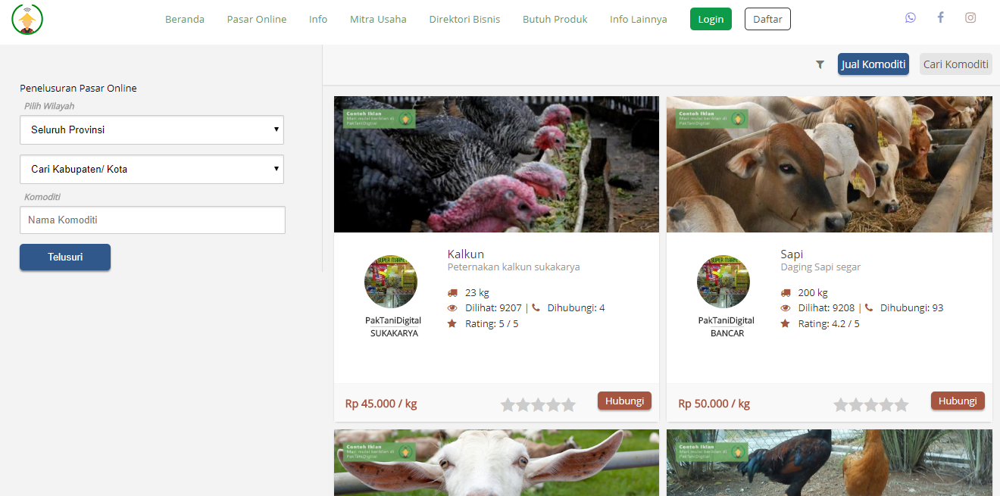 Beranda
Pasar Online
Info
Mitra Usaha
Direktori Bisnis
Butuh Produk
Info Lainnya
Login
Daftar
Jual Komoditi
Cari Komoditi
Penelusuran Pasar Online
Pilih Wilayah
Seluruh Provinsi
Cari Kabupaten/ Kota
Komoditi
Nama Komoditi
Telusuri
Contoh Iklan
Mari mulai beriklan di
PakTaniDigital
Kalkun
Peternakan kalkun sukakarya
23 kg
Dilihat: 9207 | Dihubungi: 4
Rating: 5 / 5
PakTaniDigital
SUKAKARYA
Rp 45.000 / kg
Hubungi
Contoh Iklan
Mari mulai beriklan di
PakTaniDigital
Sapi
Daging Sapi segar
200 kg
Dilihat: 9208 | Dihubungi: 93
Rating: 4.2 / 5
PakTaniDigital
BANCAR
Rp 50.000 / kg
Hubungi
Contoh Iklan
Mari mulai beriklan di
PakTaniDigital
Contoh Iklan
Mari mulai beriklan di
PakTaniDigital